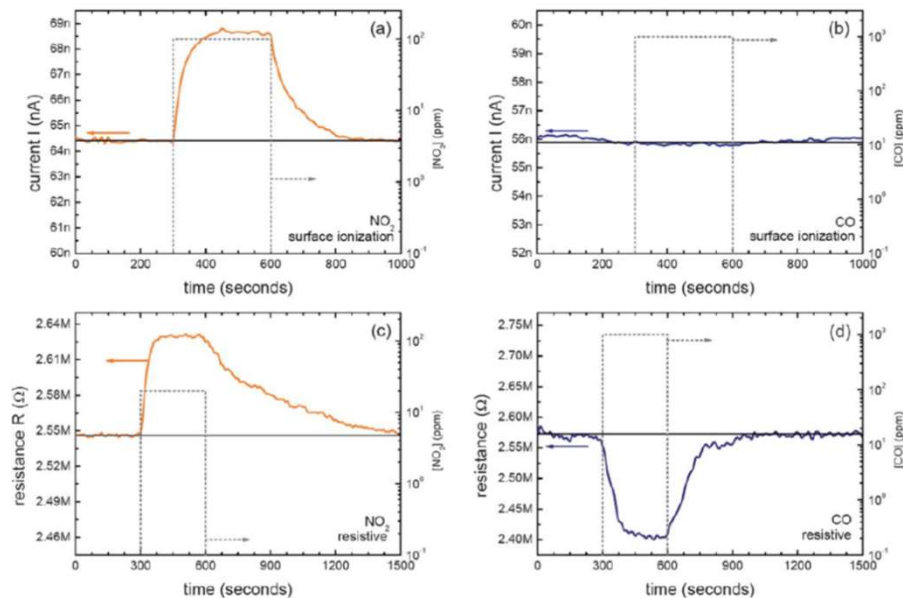 (a)
69n
68n
67n
66n
65n
64n
63n
62n
61n
60n
current I (nA)
10²
10¹
10⁰
10⁻¹
[NO₂] (ppm)
NO₂
surface ionization
0 200 400 600 800 1000
time (seconds)
(b)
60n
59n
58n
57n
56n
55n
54n
53n
52n
current I (nA)
10³
10²
10¹
10⁰
10⁻¹
[CO] (ppm)
CO
surface ionization
0 200 400 600 800 1000
time (seconds)
(c)
2.64M
2.61M
2.58M
2.55M
2.52M
2.49M
2.46M
resistance R (Ω)
10²
10¹
10⁰
10⁻¹
[NO₂] (ppm)
NO₂
resistive
0 300 600 900 1200 1500
time (seconds)
(d)
2.75M
2.70M
2.65M
2.60M
2.55M
2.50M
2.45M
2.40M
resistance (Ω)
10³
10²
10¹
10⁰
10⁻¹
[CO] (ppm)
CO
resistive
0 300 600 900 1200 1500
time (seconds)